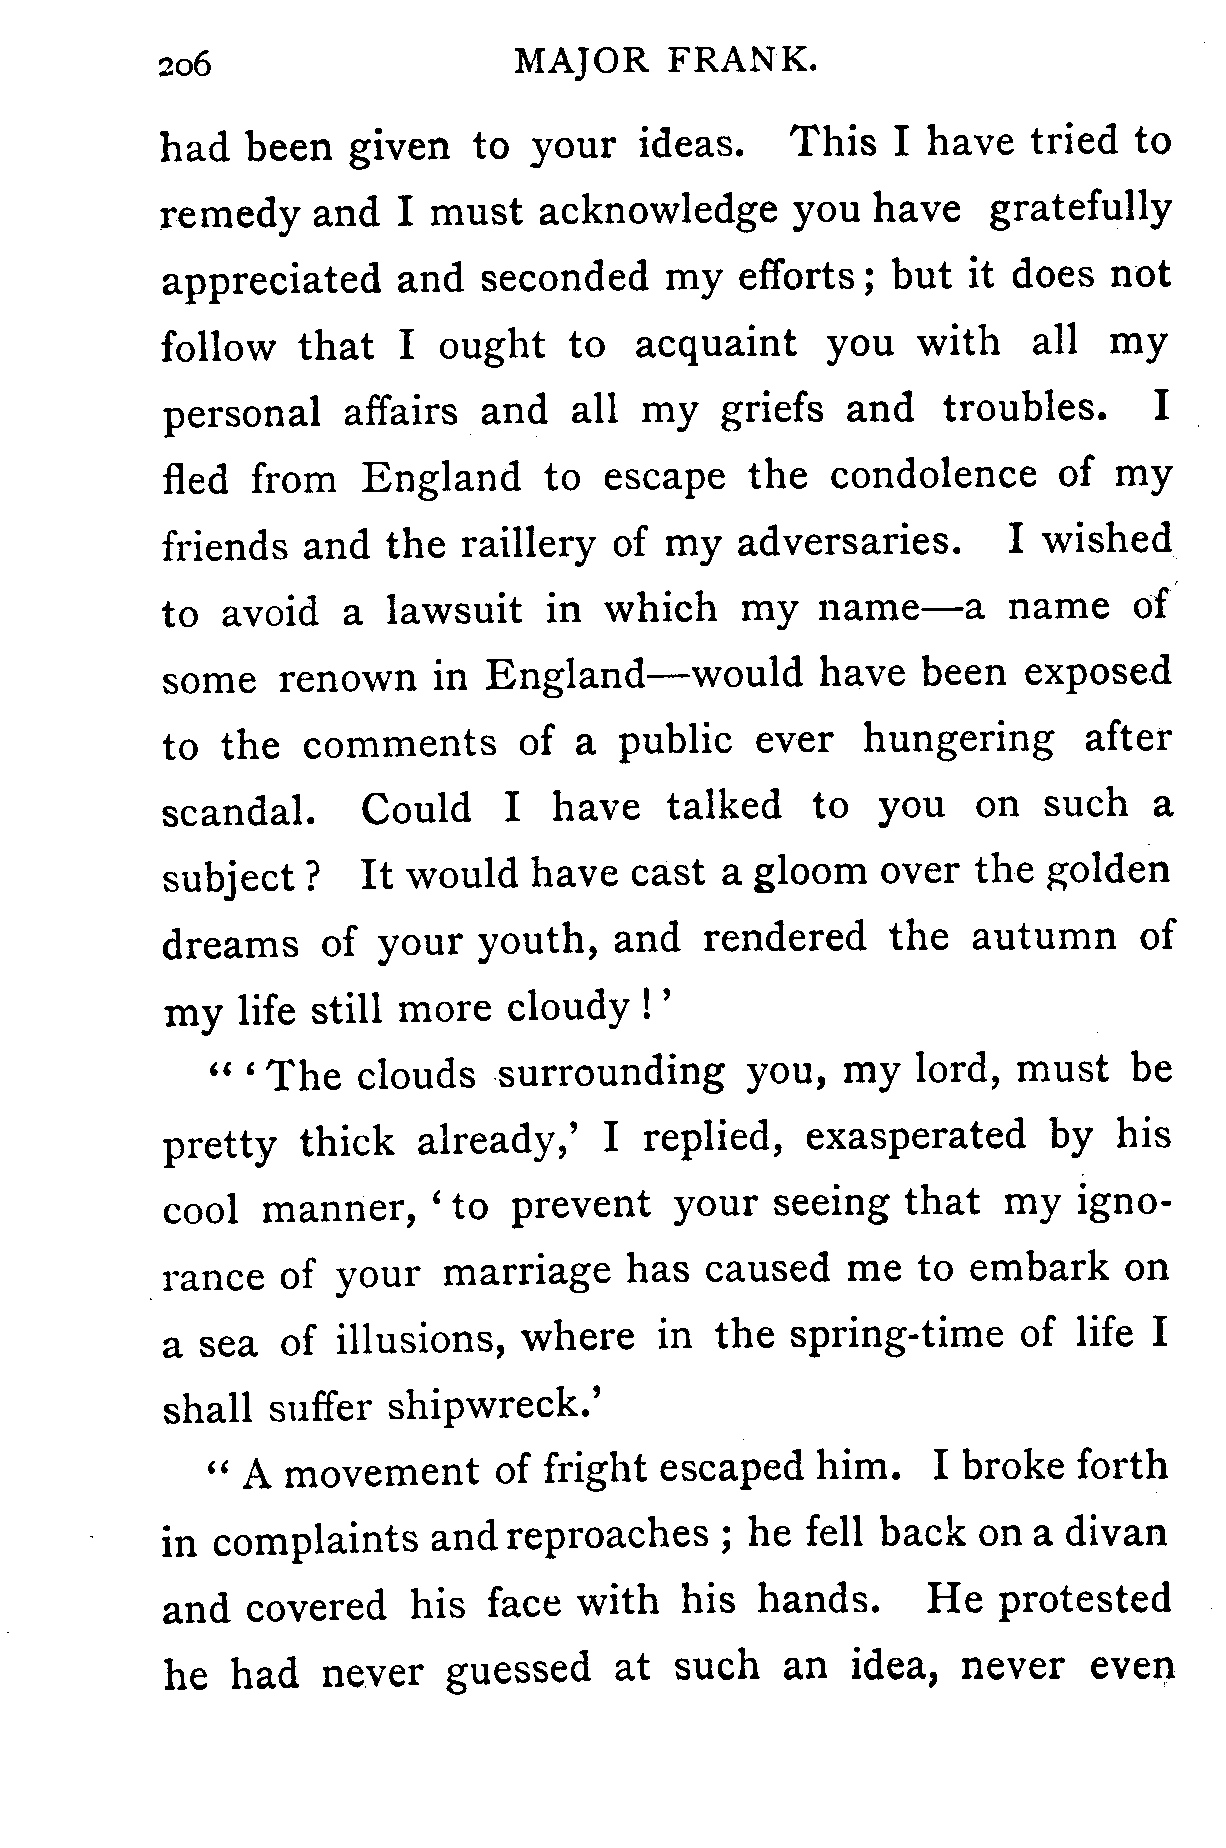 206 MAJOR FRANK.
had been given to your ideas. This I have tried to
remedy and I must acknowledge you have gratefully
appreciated and seconded my efforts; but it does not
follow that I ought to acquaint you with all my
personal affairs and all my griefs and troubles. I
fled from England to escape the condolence of my
friends and the raillery of my adversaries. I wished
to avoid a lawsuit in which my name—a name of
some renown in England—would have been exposed
to the comments of a public ever hungering after
scandal. Could I have talked to you on such a
subject? It would have cast a gloom over the golden
dreams of your youth, and rendered the autumn of
my life still more cloudy!’
“‘The clouds surrounding you, my lord, must be
pretty thick already,’ I replied, exasperated by his
cool manner, ‘to prevent your seeing that my igno-
rance of your marriage has caused me to embark on
a sea of illusions, where in the spring-time of life I
shall suffer shipwreck.’
“A movement of fright escaped him. I broke forth
in complaints and reproaches; he fell back on a divan
and covered his face with his hands. He protested
he had never guessed at such an idea, never even